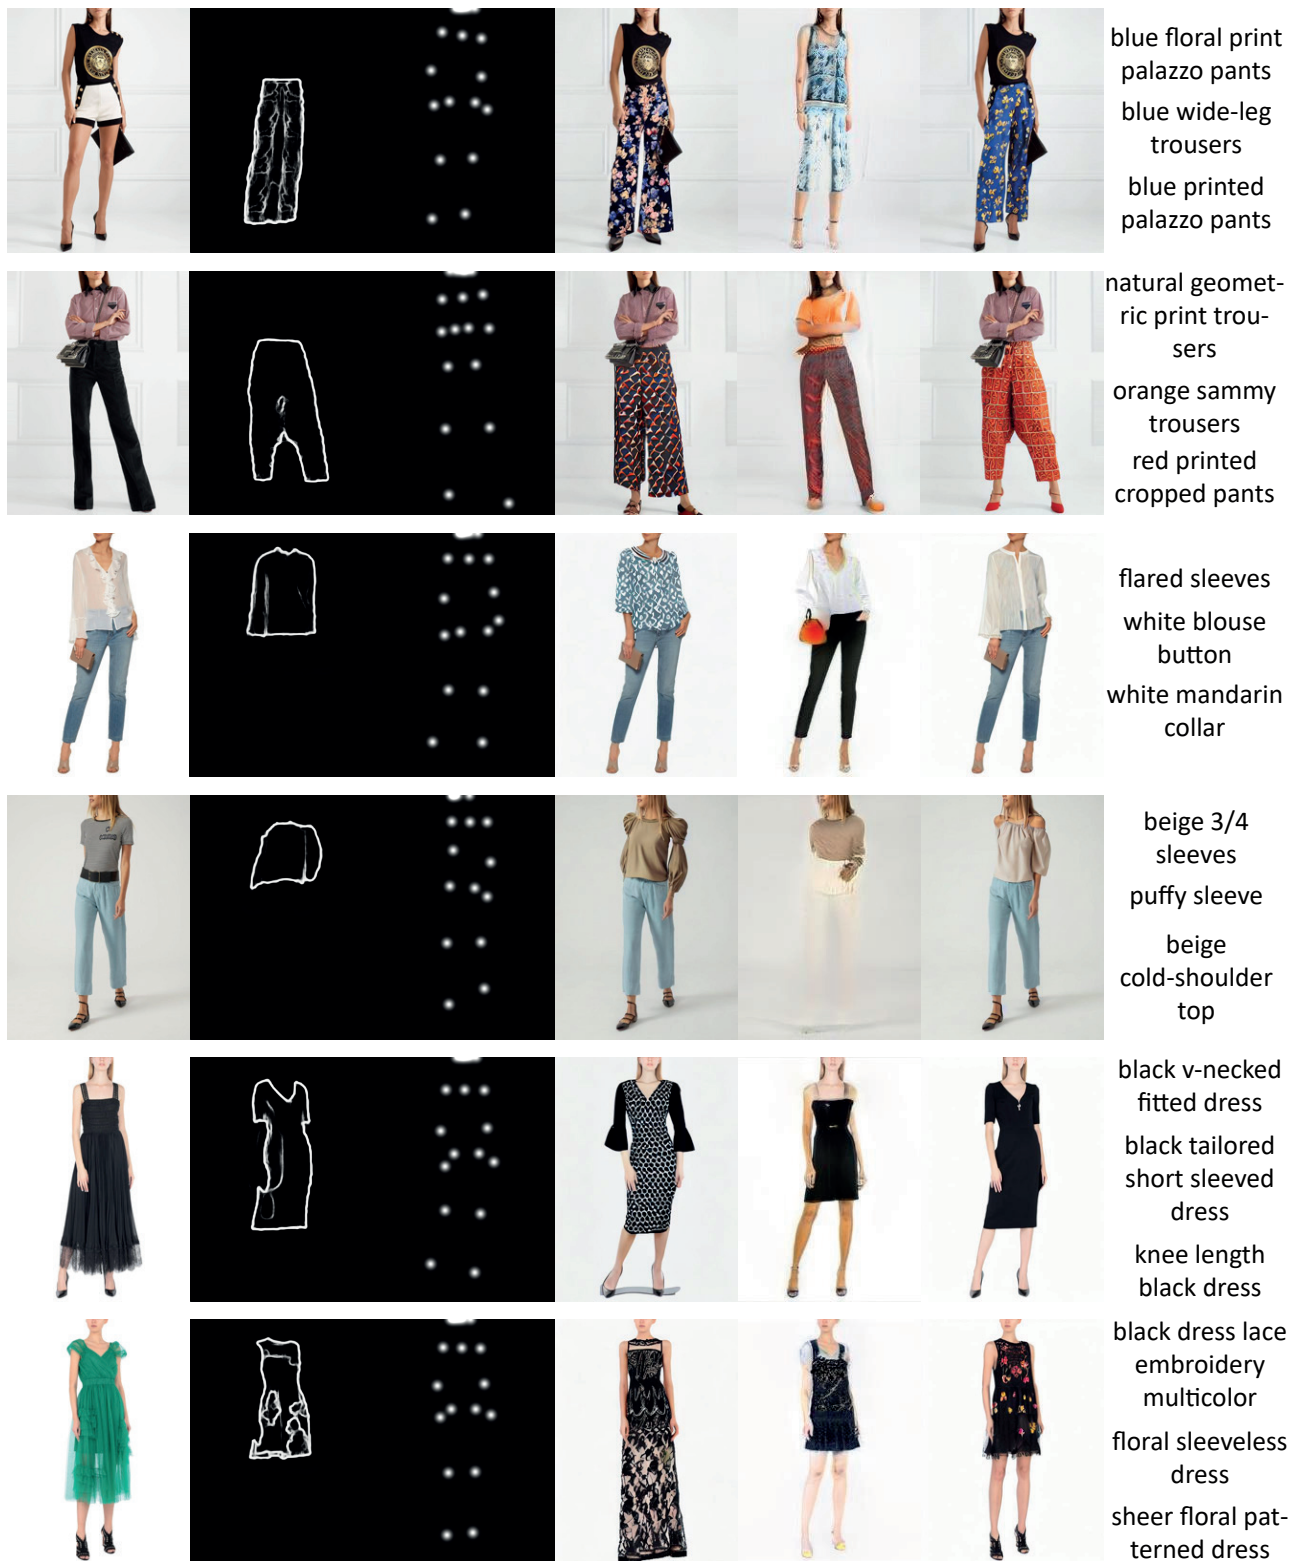 blue floral print
palazzo pants
blue wide-leg
trousers
blue printed
palazzo pants
natural geomet-
ric print trou-
sers
orange sammy
trousers
red printed
cropped pants
flared sleeves
white blouse
button
white mandarin
collar
beige 3/4
sleeves
puffy sleeve
beige
cold-shoulder
top
black v-necked
fitted dress
black tailored
short sleeved
dress
knee length
black dress
black dress lace
embroidery
multicolor
floral sleeveless
dress
sheer floral pat-
terned dress